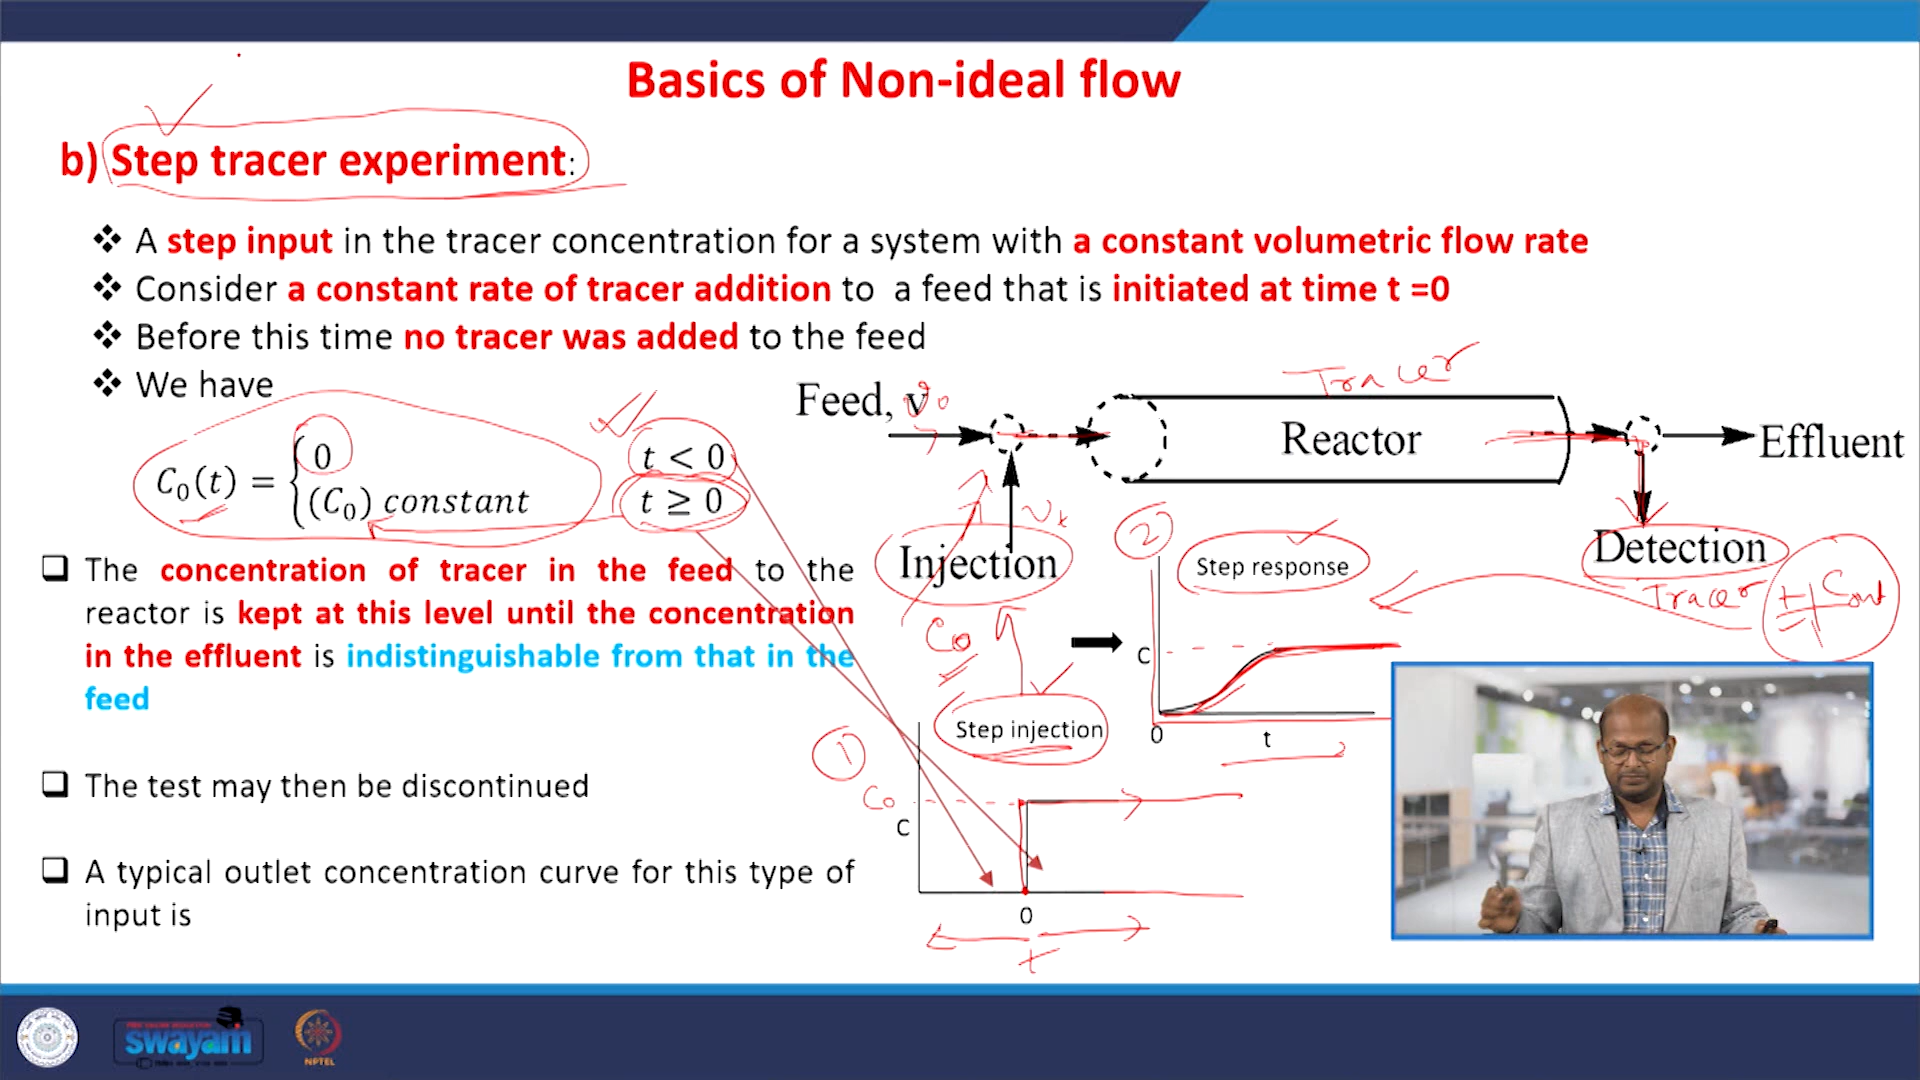 Basics of Non-ideal flow
b) Step tracer experiment:
❖ A step input in the tracer concentration for a system with a constant volumetric flow rate
❖ Consider a constant rate of tracer addition to a feed that is initiated at time t =0
❖ Before this time no tracer was added to the feed
❖ We have
C₀(t) = { 0 t < 0
(C₀) constant t ≥ 0
Feed, v
Tracer
Reactor
Effluent
Injection
Detection
Tracer
C₀
❑ The concentration of tracer in the feed to the
reactor is kept at this level until the concentration
in the effluent is indistinguishable from that in the
feed
❑ The test may then be discontinued
❑ A typical outlet concentration curve for this type of
input is
①
Step injection
C₀
C
0
t
②
Step response
C
0
t
swayam
NPTEL